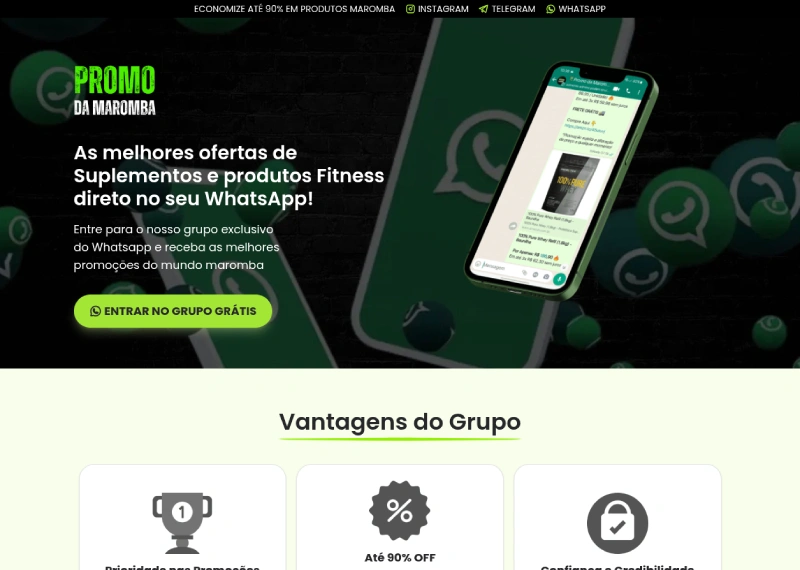 ECONOMIZE ATÉ 90% EM PRODUTOS MAROMBA INSTAGRAM TELEGRAM WHATSAPP
PROMO
DA MAROMBA
As melhores ofertas de
Suplementos e produtos Fitness
direto no seu WhatsApp!
Entre para o nosso grupo exclusivo
do Whatsapp e receba as melhores
promoções do mundo maromba
ENTRAR NO GRUPO GRÁTIS
Vantagens do Grupo
1
%
Até 90% OFF
Prioridade nas Promoções
Confiança e Credibilidade